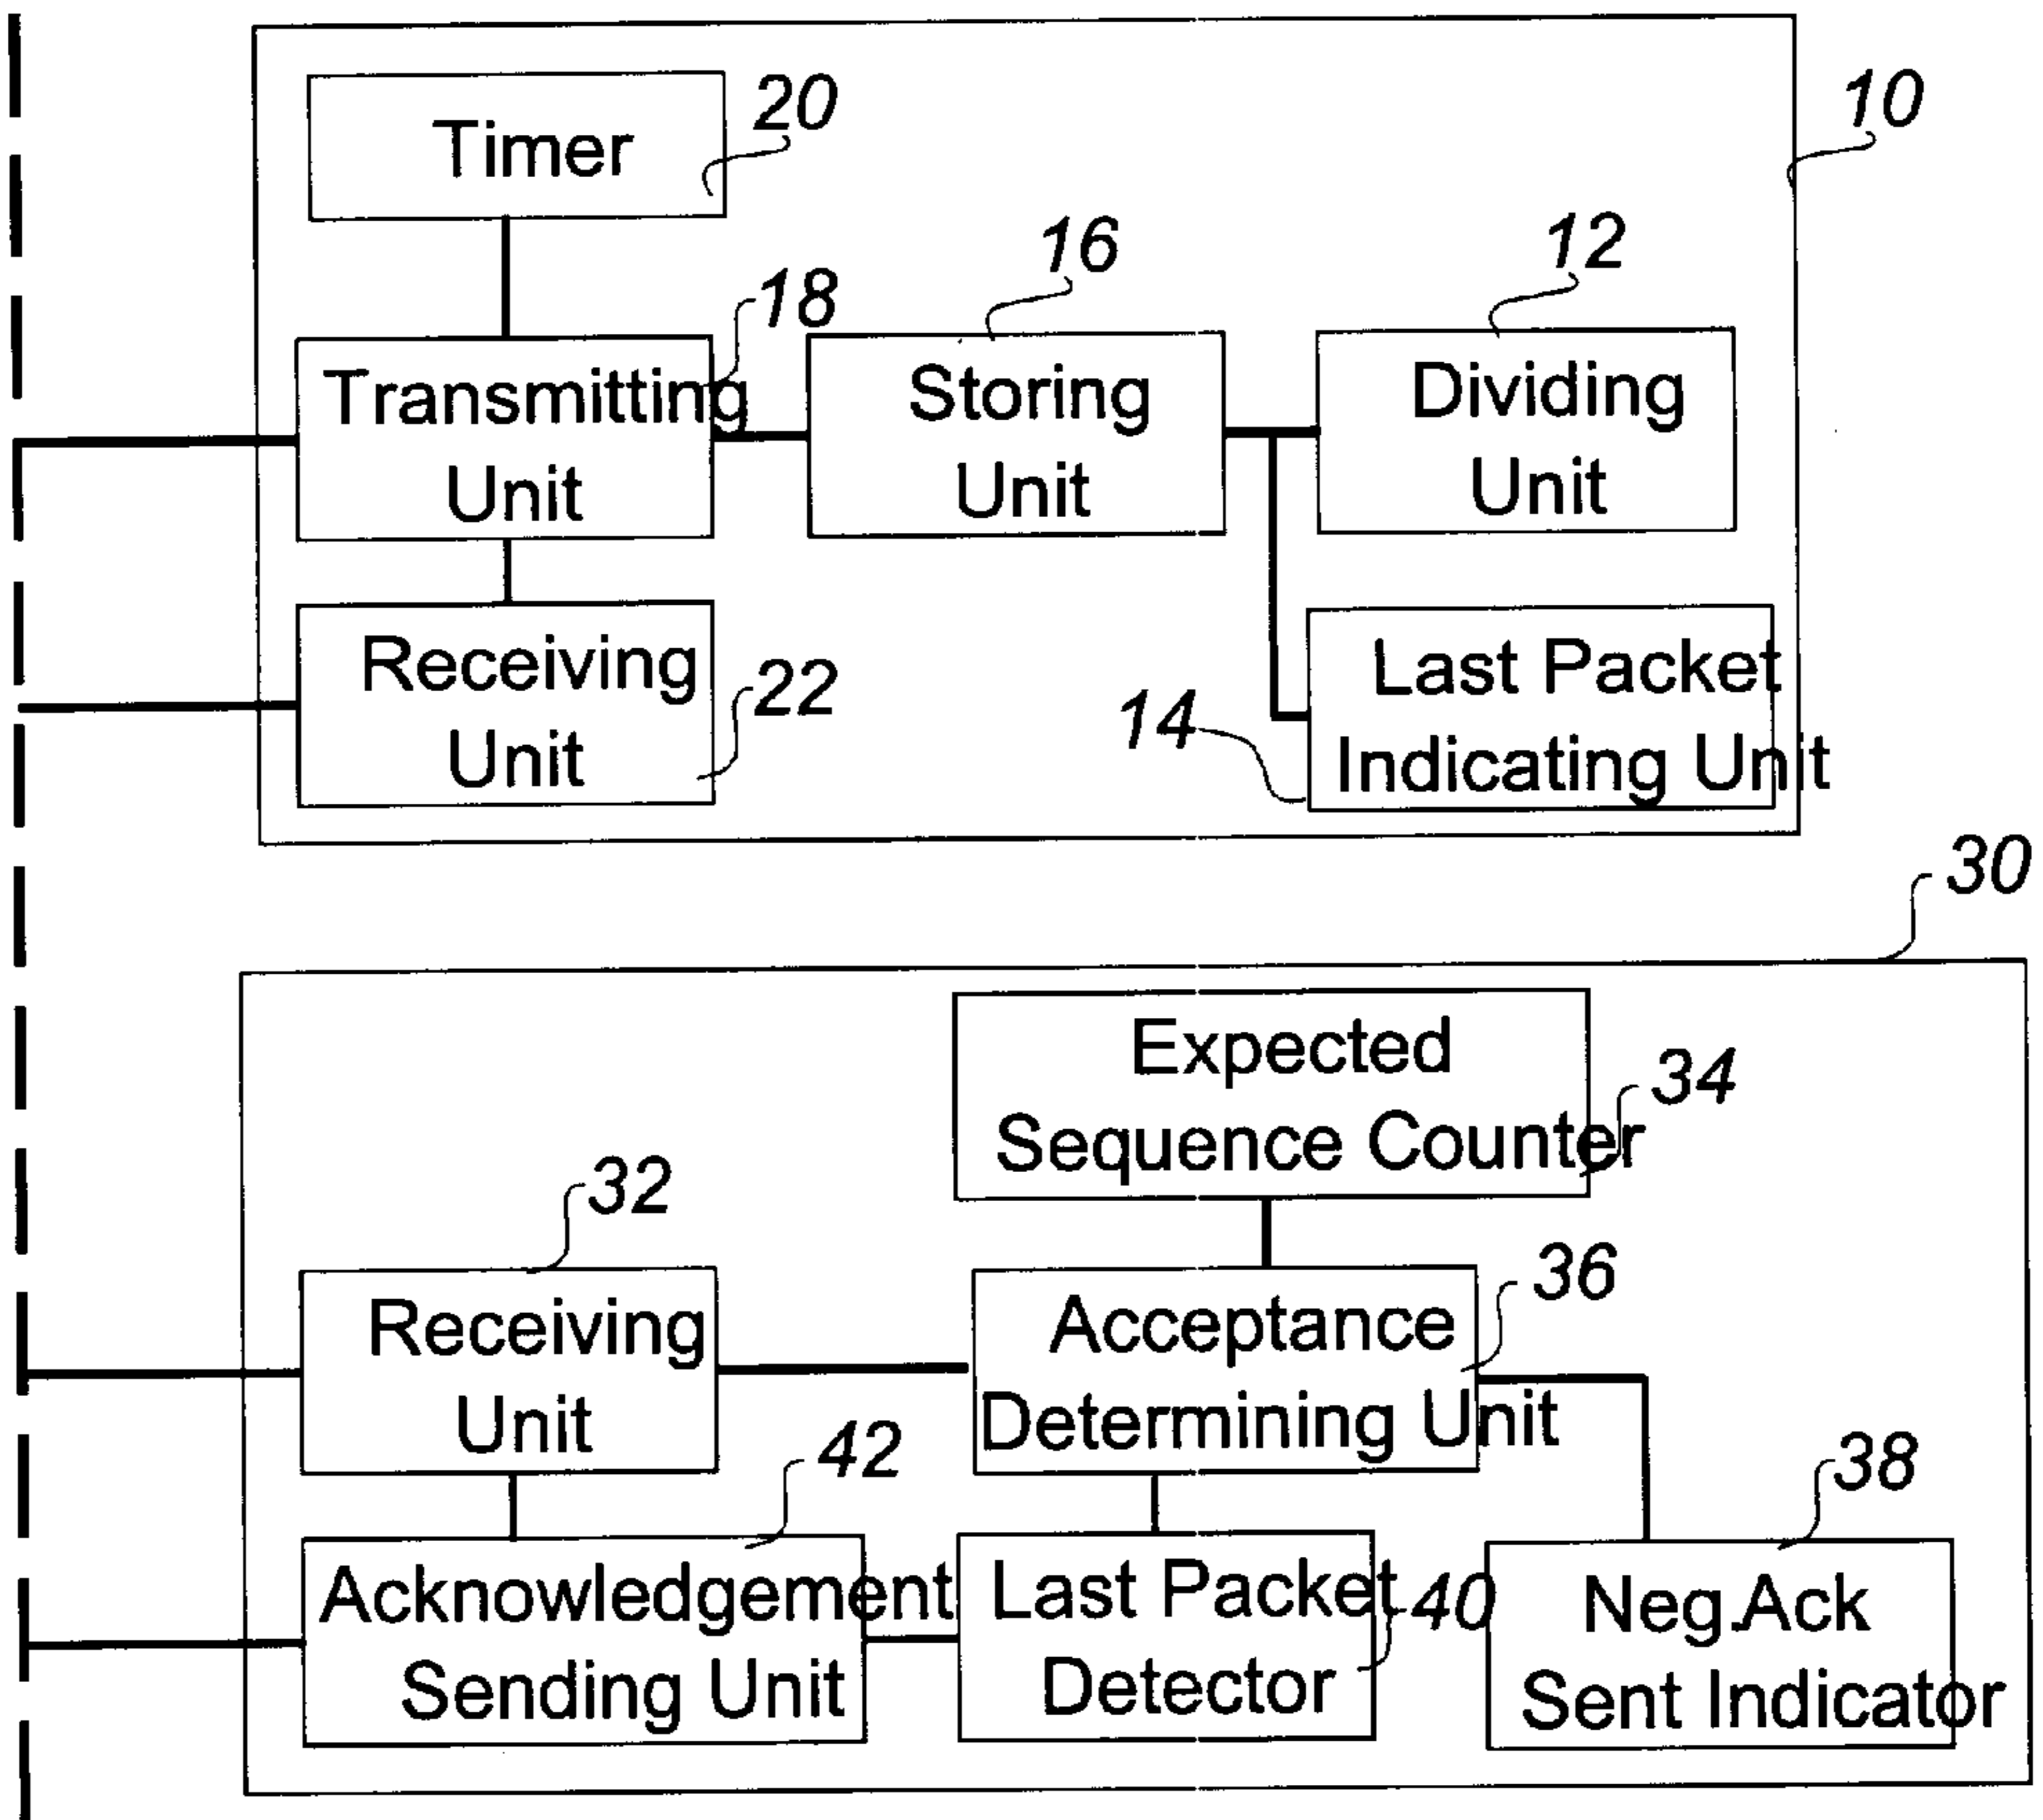 Timer
20
10
16
12
18
Transmitting
Unit
Storing
Unit
Dividing
Unit
Receiving
Unit
22
14
Last Packet
Indicating Unit
30
Expected
Sequence Counter
34
32
Receiving
Unit
36
Acceptance
Determining Unit
42
38
Acknowledgement
Sending Unit
Last Packet
Detector
40
Neg.Ack
Sent Indicator